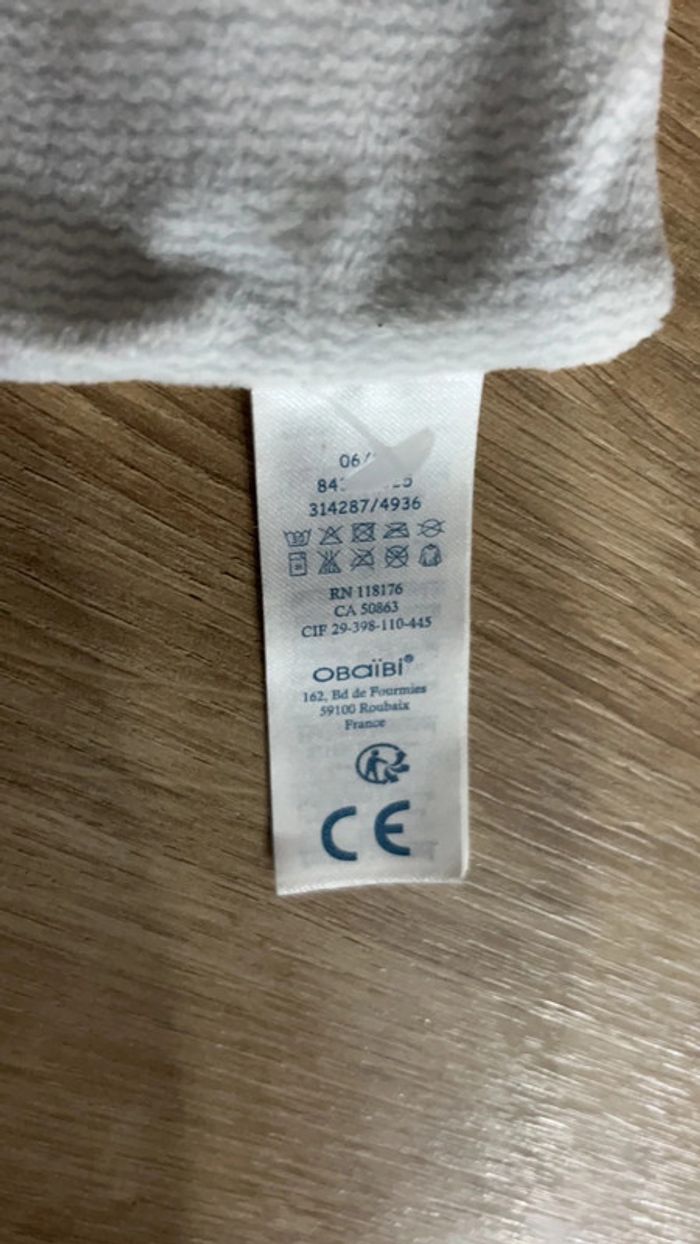 314287/4936
RN 118176
CA 50863
CIF 29-398-110-445
OBaïBi®
162, Bd de Fourmies
59100 Roubaix
France
CE